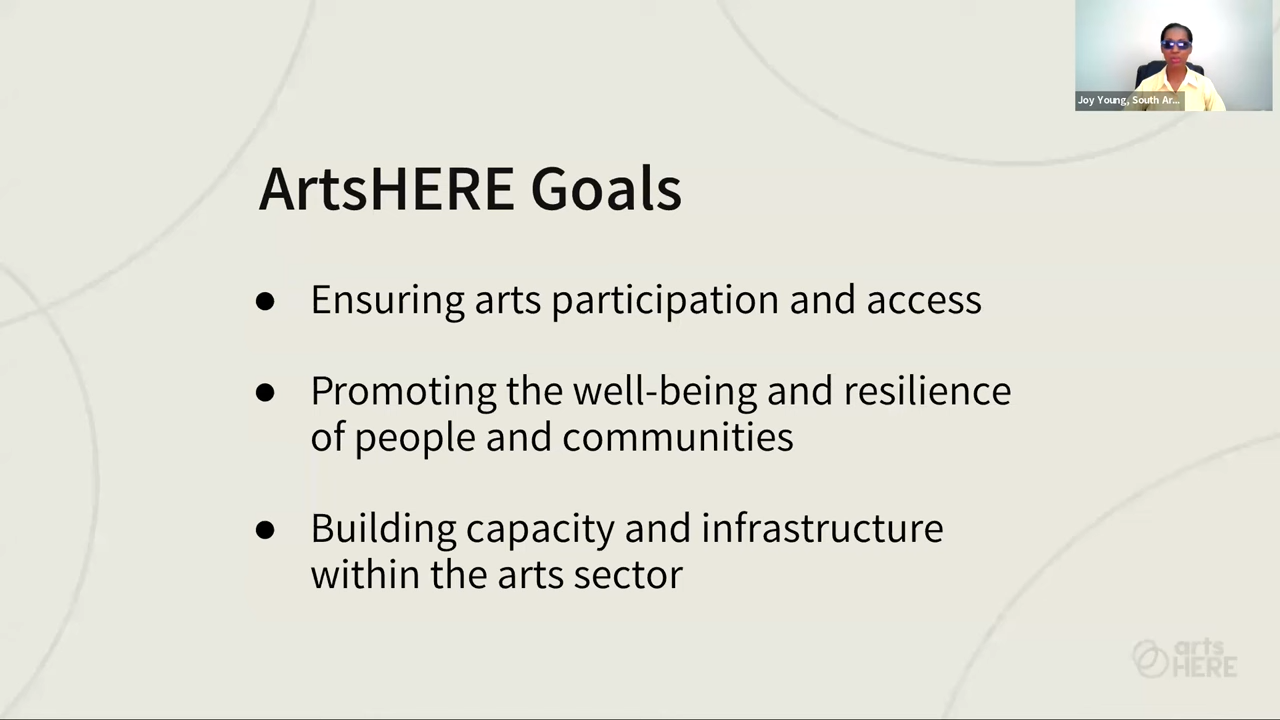 Joy Young, South Ar...
ArtsHERE Goals
● Ensuring arts participation and access
● Promoting the well-being and resilience
of people and communities
● Building capacity and infrastructure
within the arts sector
arts
HERE